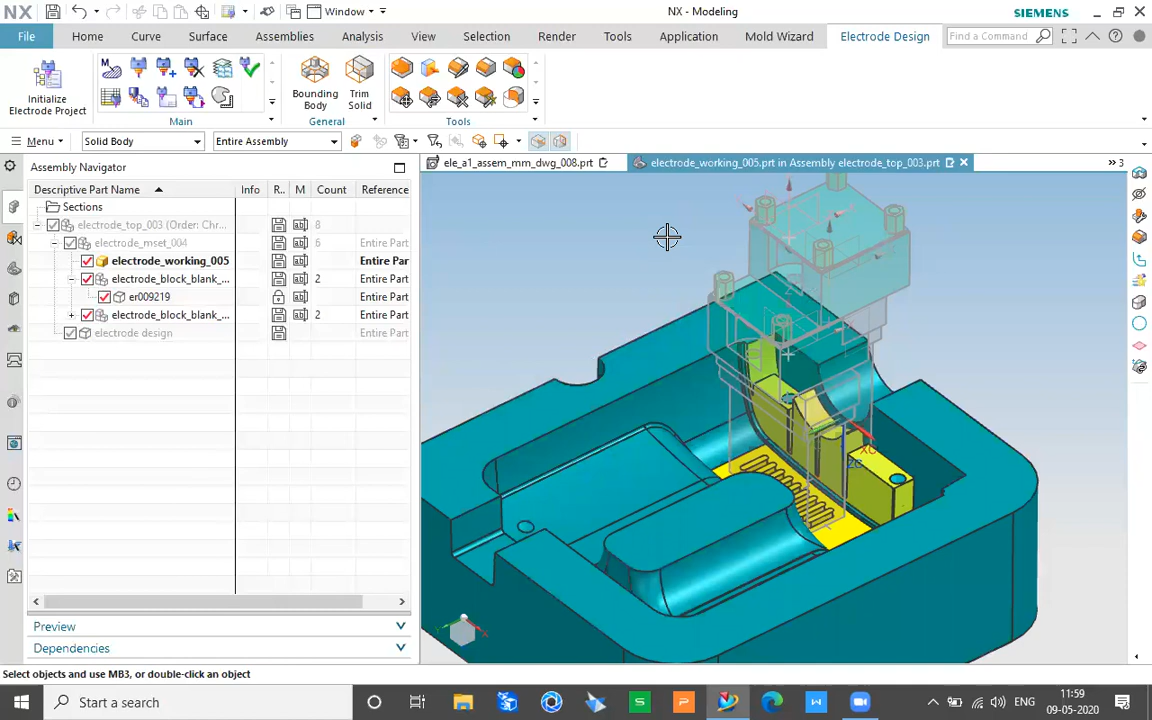 NX
Window
NX - Modeling
SIEMENS
File
Home
Curve
Surface
Assemblies
Analysis
View
Selection
Render
Tools
Application
Mold Wizard
Electrode Design
Find a Command
Initialize
Electrode Project
Bounding
Body
Trim
Solid
Main
General
Tools
Menu
Solid Body
Entire Assembly
Assembly Navigator
ele_a1_assem_mm_dwg_008.prt
electrode_working_005.prt in Assembly electrode_top_003.prt
3
Descriptive Part Name
Info
R..
M
Count
Reference
Sections
electrode_top_003 (Order: Chr...
8
electrode_mset_004
6
Entire Part
electrode_working_005
Entire Par
electrode_block_blank_...
2
Entire Part
er009219
Entire Part
electrode_block_blank_...
2
Entire Part
electrode design
Entire Part
XC
ZC
Preview
Dependencies
Select objects and use MB3, or double-click an object
Start a search
ENG
11:59
09-05-2020